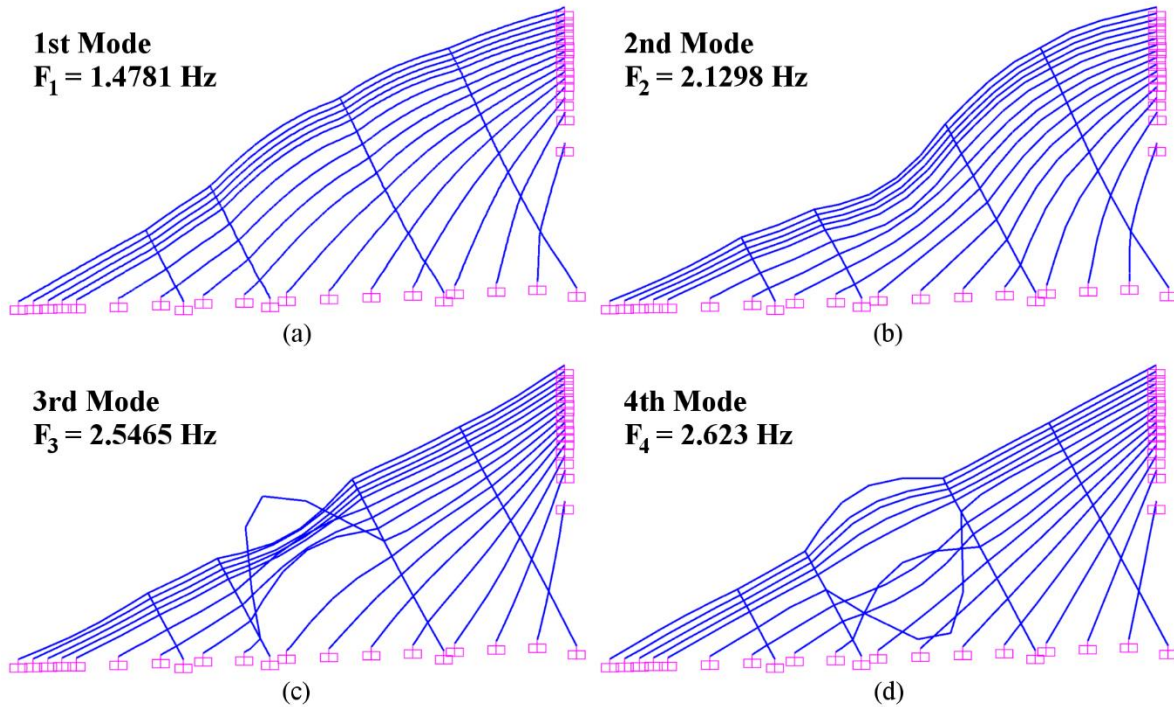 1st Mode
F1 = 1.4781 Hz
(a)
2nd Mode
F2 = 2.1298 Hz
(b)
3rd Mode
F3 = 2.5465 Hz
(c)
4th Mode
F4 = 2.623 Hz
(d)